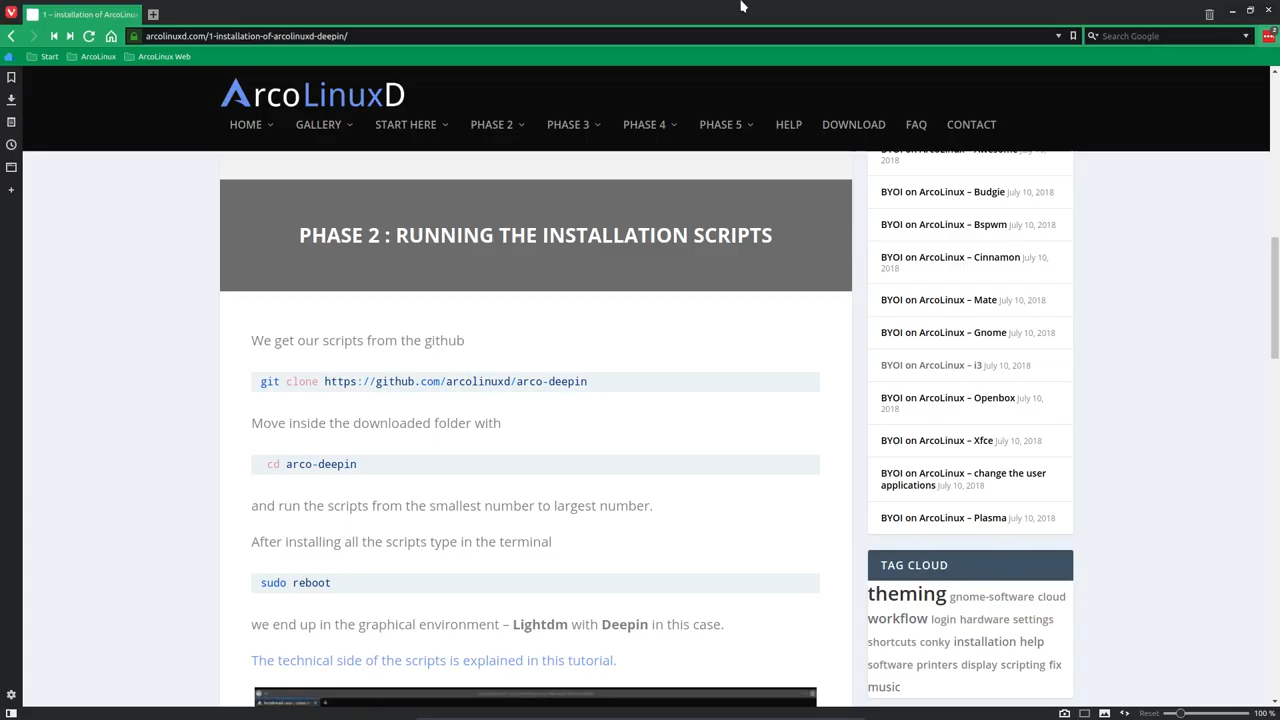 1 – installation of ArcoLinux
arcolinuxd.com/1-installation-of-arcolinuxd-deepin/
Search Google
2
Start
ArcoLinux
ArcoLinux Web
ArcoLinuxD
HOME
GALLERY
START HERE
PHASE 2
PHASE 3
PHASE 4
PHASE 5
HELP
DOWNLOAD
FAQ
CONTACT
PHASE 2 : RUNNING THE INSTALLATION SCRIPTS
We get our scripts from the github
git clone https://github.com/arcolinuxd/arco-deepin
Move inside the downloaded folder with
cd arco-deepin
and run the scripts from the smallest number to largest number.
After installing all the scripts type in the terminal
sudo reboot
we end up in the graphical environment – Lightdm with Deepin in this case.
The technical side of the scripts is explained in this tutorial.
BYOI on ArcoLinux – Awesome July 10,
2018
BYOI on ArcoLinux – Budgie July 10, 2018
BYOI on ArcoLinux – Bspwm July 10, 2018
BYOI on ArcoLinux – Cinnamon July 10,
2018
BYOI on ArcoLinux – Mate July 10, 2018
BYOI on ArcoLinux – Gnome July 10, 2018
BYOI on ArcoLinux – i3 July 10, 2018
BYOI on ArcoLinux – Openbox July 10,
2018
BYOI on ArcoLinux – Xfce July 10, 2018
BYOI on ArcoLinux – change the user
applications July 10, 2018
BYOI on ArcoLinux – Plasma July 10, 2018
TAG CLOUD
theming gnome-software cloud
workflow login hardware settings
shortcuts conky installation help
software printers display scripting fix
music
Reset
100 %